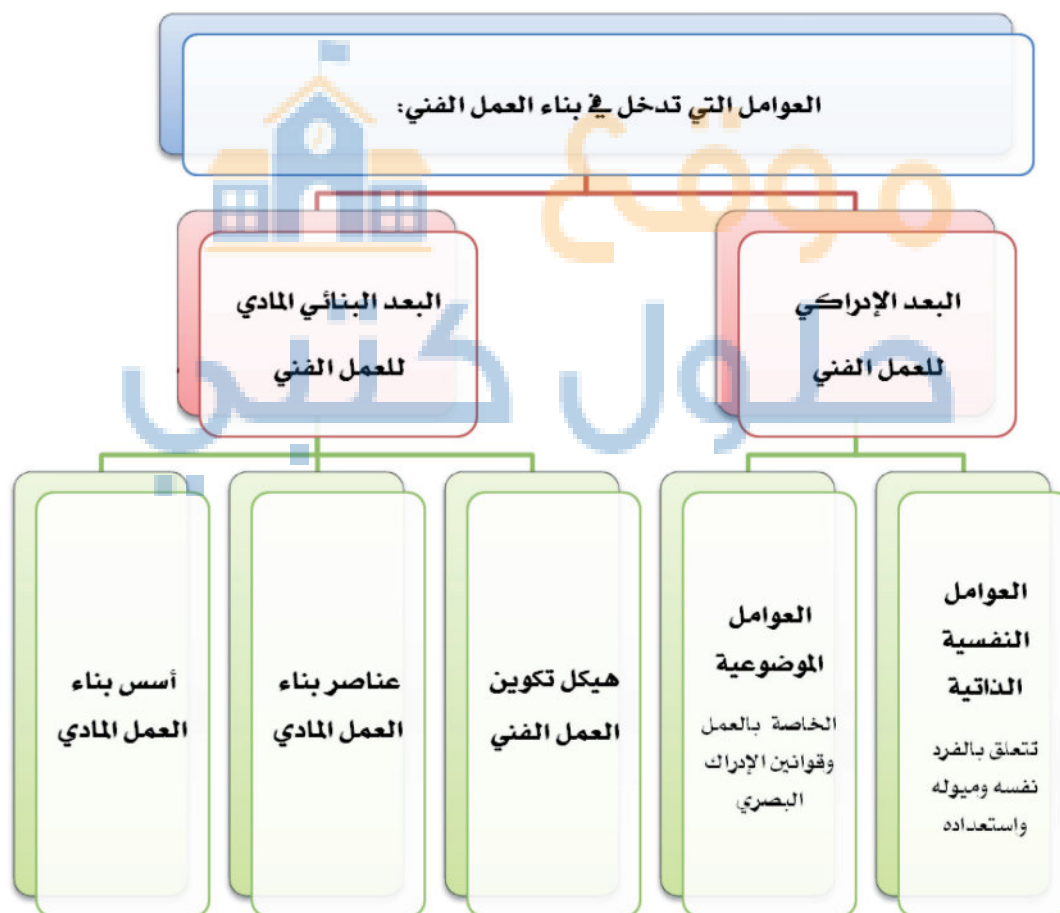 العوامل التي تدخل في بناء العمل الفني:
موقع
حلول كتبي
البعد الإدراكي
للعمل الفني
البعد البنائي المادي
للعمل الفني
العوامل
النفسية
الذاتية
تتعلق بالفرد
نفسه وميوله
واستعداده
العوامل
الموضوعية
الخاصة بالعمل
وقوانين الإدراك
البصري
هيكل تكوين
العمل الفني
عناصر بناء
العمل المادي
أسس بناء
العمل المادي